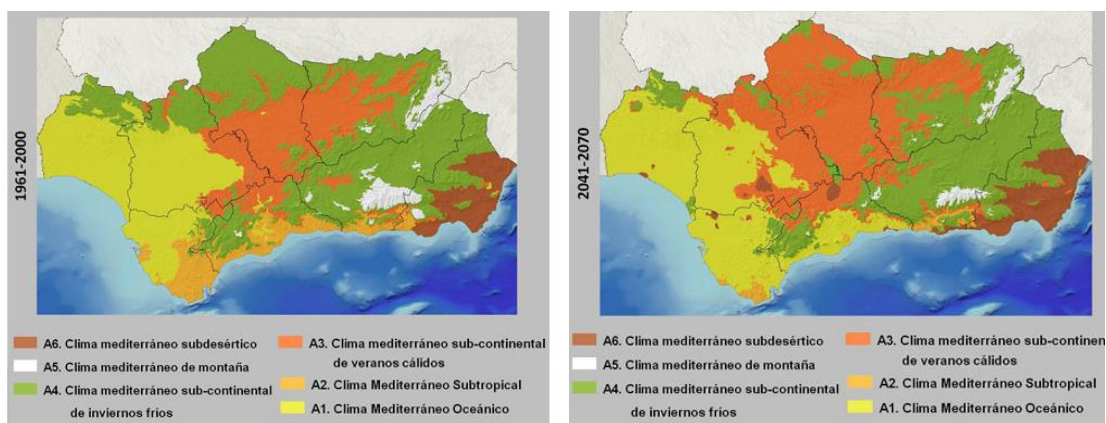 1961-2000
A6. Clima mediterráneo subdesértico
A5. Clima mediterráneo de montaña
A4. Clima mediterráneo sub-continental
de inviernos fríos
A3. Clima mediterráneo sub-continental
de veranos cálidos
A2. Clima Mediterráneo Subtropical
A1. Clima Mediterráneo Oceánico
2041-2070
A6. Clima mediterráneo subdesértico
A5. Clima mediterráneo de montaña
A4. Clima mediterráneo sub-continental
de inviernos fríos
A3. Clima mediterráneo sub-continen
de veranos cálidos
A2. Clima Mediterráneo Subtropical
A1. Clima Mediterráneo Oceánico